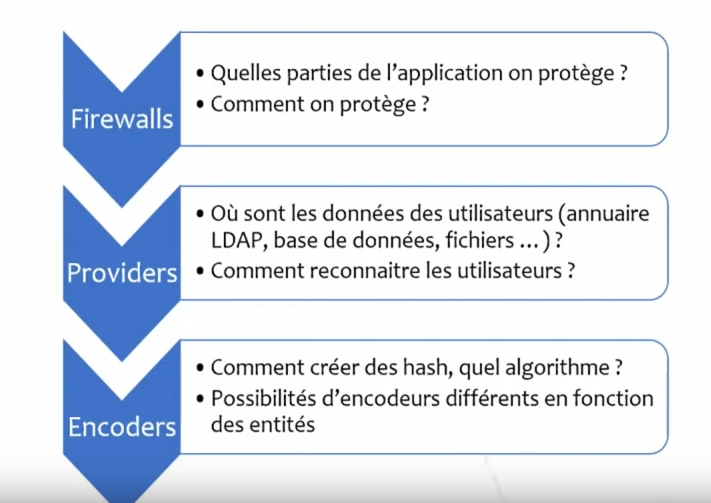 Firewalls
• Quelles parties de l’application on protège ?
• Comment on protège ?
Providers
• Où sont les données des utilisateurs (annuaire
LDAP, base de données, fichiers …) ?
• Comment reconnaitre les utilisateurs ?
Encoders
• Comment créer des hash, quel algorithme ?
• Possibilités d’encodeurs différents en fonction
des entités